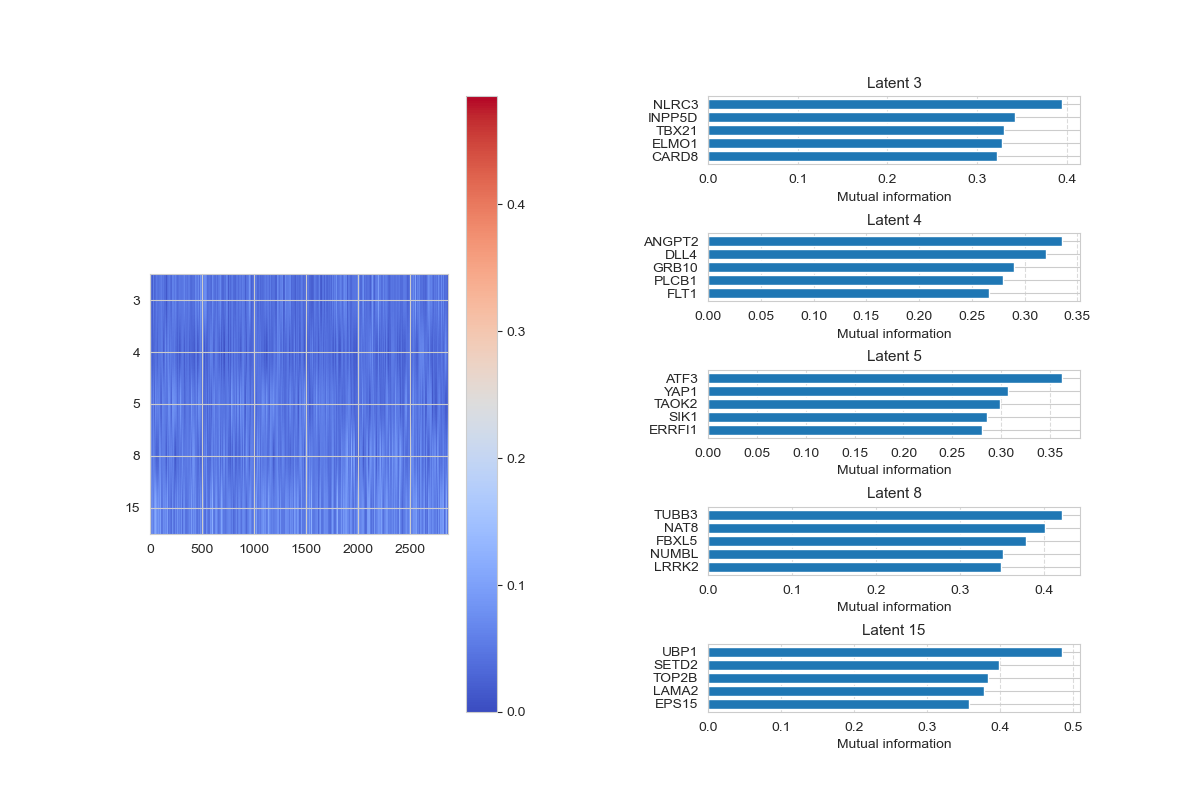 3
4
5
8
15
0 500 1000 1500 2000 2500
0.4
0.3
0.2
0.1
0.0
Latent 3
NLRC3
INPP5D
TBX21
ELMO1
CARD8
0.0 0.1 0.2 0.3 0.4
Mutual information
Latent 4
ANGPT2
DLL4
GRB10
PLCB1
FLT1
0.00 0.05 0.10 0.15 0.20 0.25 0.30 0.35
Mutual information
Latent 5
ATF3
YAP1
TAOK2
SIK1
ERRFI1
0.00 0.05 0.10 0.15 0.20 0.25 0.30 0.35
Mutual information
Latent 8
TUBB3
NAT8
FBXL5
NUMBL
LRRK2
0.0 0.1 0.2 0.3 0.4
Mutual information
Latent 15
UBP1
SETD2
TOP2B
LAMA2
EPS15
0.0 0.1 0.2 0.3 0.4 0.5
Mutual information